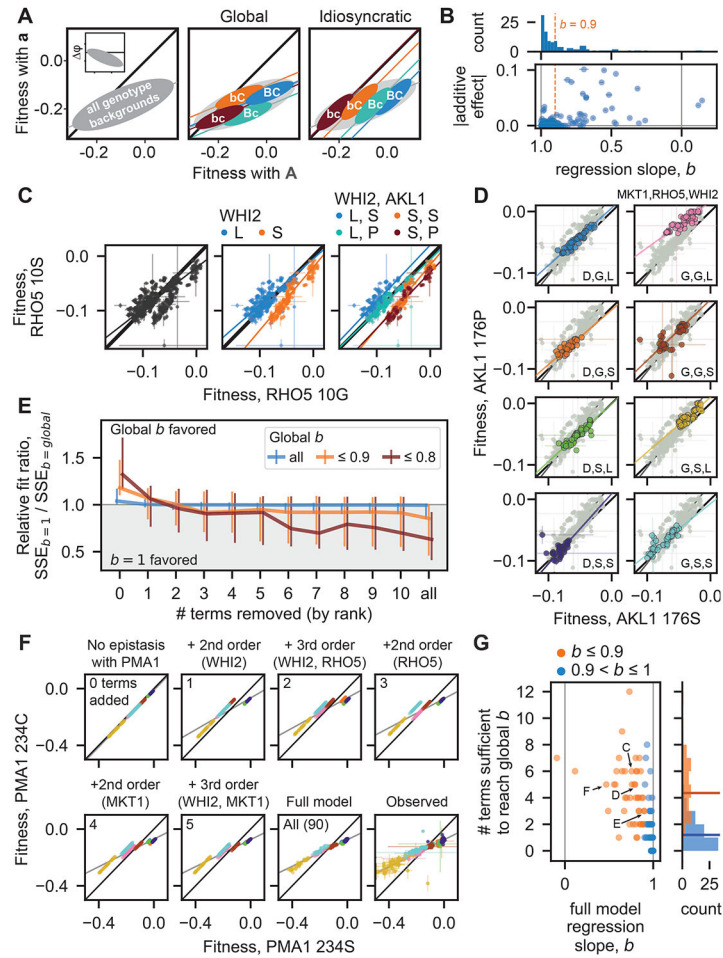 A
Global
Idiosyncratic
Fitness with a
0.0
−0.2
Δφ
all genotype
backgrounds
bC
BC
bc
Bc
bC
BC
bc
Bc
−0.2
0.0
−0.2
0.0
−0.2
0.0
Fitness with A
B
count
25
0
b = 0.9
|additive
effect|
0.1
0.0
1.0
0.5
0.0
regression slope, b
C
WHI2
L
S
WHI2, AKL1
L, S
S, S
L, P
S, P
Fitness,
RHO5 10S
0.0
−0.1
−0.1
0.0
−0.1
0.0
−0.1
0.0
Fitness, RHO5 10G
D
MKT1,RHO5,WHI2
Fitness, AKL1 176P
0.0
−0.1
D,G,L
G,G,L
0.0
−0.1
D,G,S
G,G,S
0.0
−0.1
D,S,L
G,S,L
0.0
−0.1
D,S,S
G,S,S
−0.1
0.0
−0.1
0.0
Fitness, AKL1 176S
E
Relative fit ratio,
SSEb=1 / SSEb=global
Global b favored
Global b
all
≤ 0.9
≤ 0.8
1.5
1.0
0.5
b = 1 favored
0 1 2 3 4 5 6 7 8 9 10 all
# terms removed (by rank)
F
No epistasis
with PMA1
+ 2nd order
(WHI2)
+ 3rd order
(WHI2, RHO5)
+2nd order
(RHO5)
0 terms
added
1
2
3
0.0
−0.4
Fitness, PMA1 234C
+2nd order
(MKT1)
+ 3rd order
(WHI2, MKT1)
Full model
Observed
4
5
All (90)
0.0
−0.4
−0.4
0.0
−0.4
0.0
−0.4
0.0
−0.4
0.0
Fitness, PMA1 234S
G
b ≤ 0.9
0.9 < b ≤ 1
# terms sufficient
to reach global b
12
10
8
6
4
2
0
C
F
D
E
0
1
0
25
full model
regression
slope, b
count